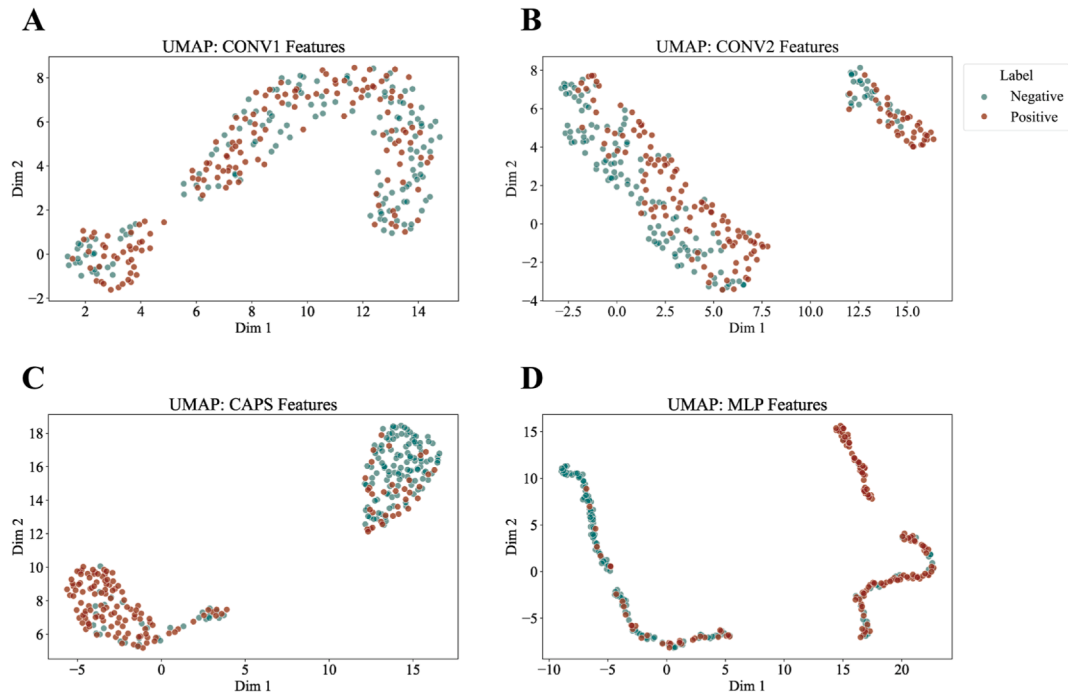 A
UMAP: CONV1 Features
8
6
4
2
0
−2
Dim 2
2 4 6 8 10 12 14
Dim 1
B
UMAP: CONV2 Features
8
6
4
2
0
−2
−4
Dim 2
−2.5 0.0 2.5 5.0 7.5 10.0 12.5 15.0
Dim 1
Label
Negative
Positive
C
UMAP: CAPS Features
18
16
14
12
10
8
6
Dim 2
−5 0 5 10 15
Dim 1
D
UMAP: MLP Features
15
10
5
0
−5
Dim 2
−10 −5 0 5 10 15 20
Dim 1